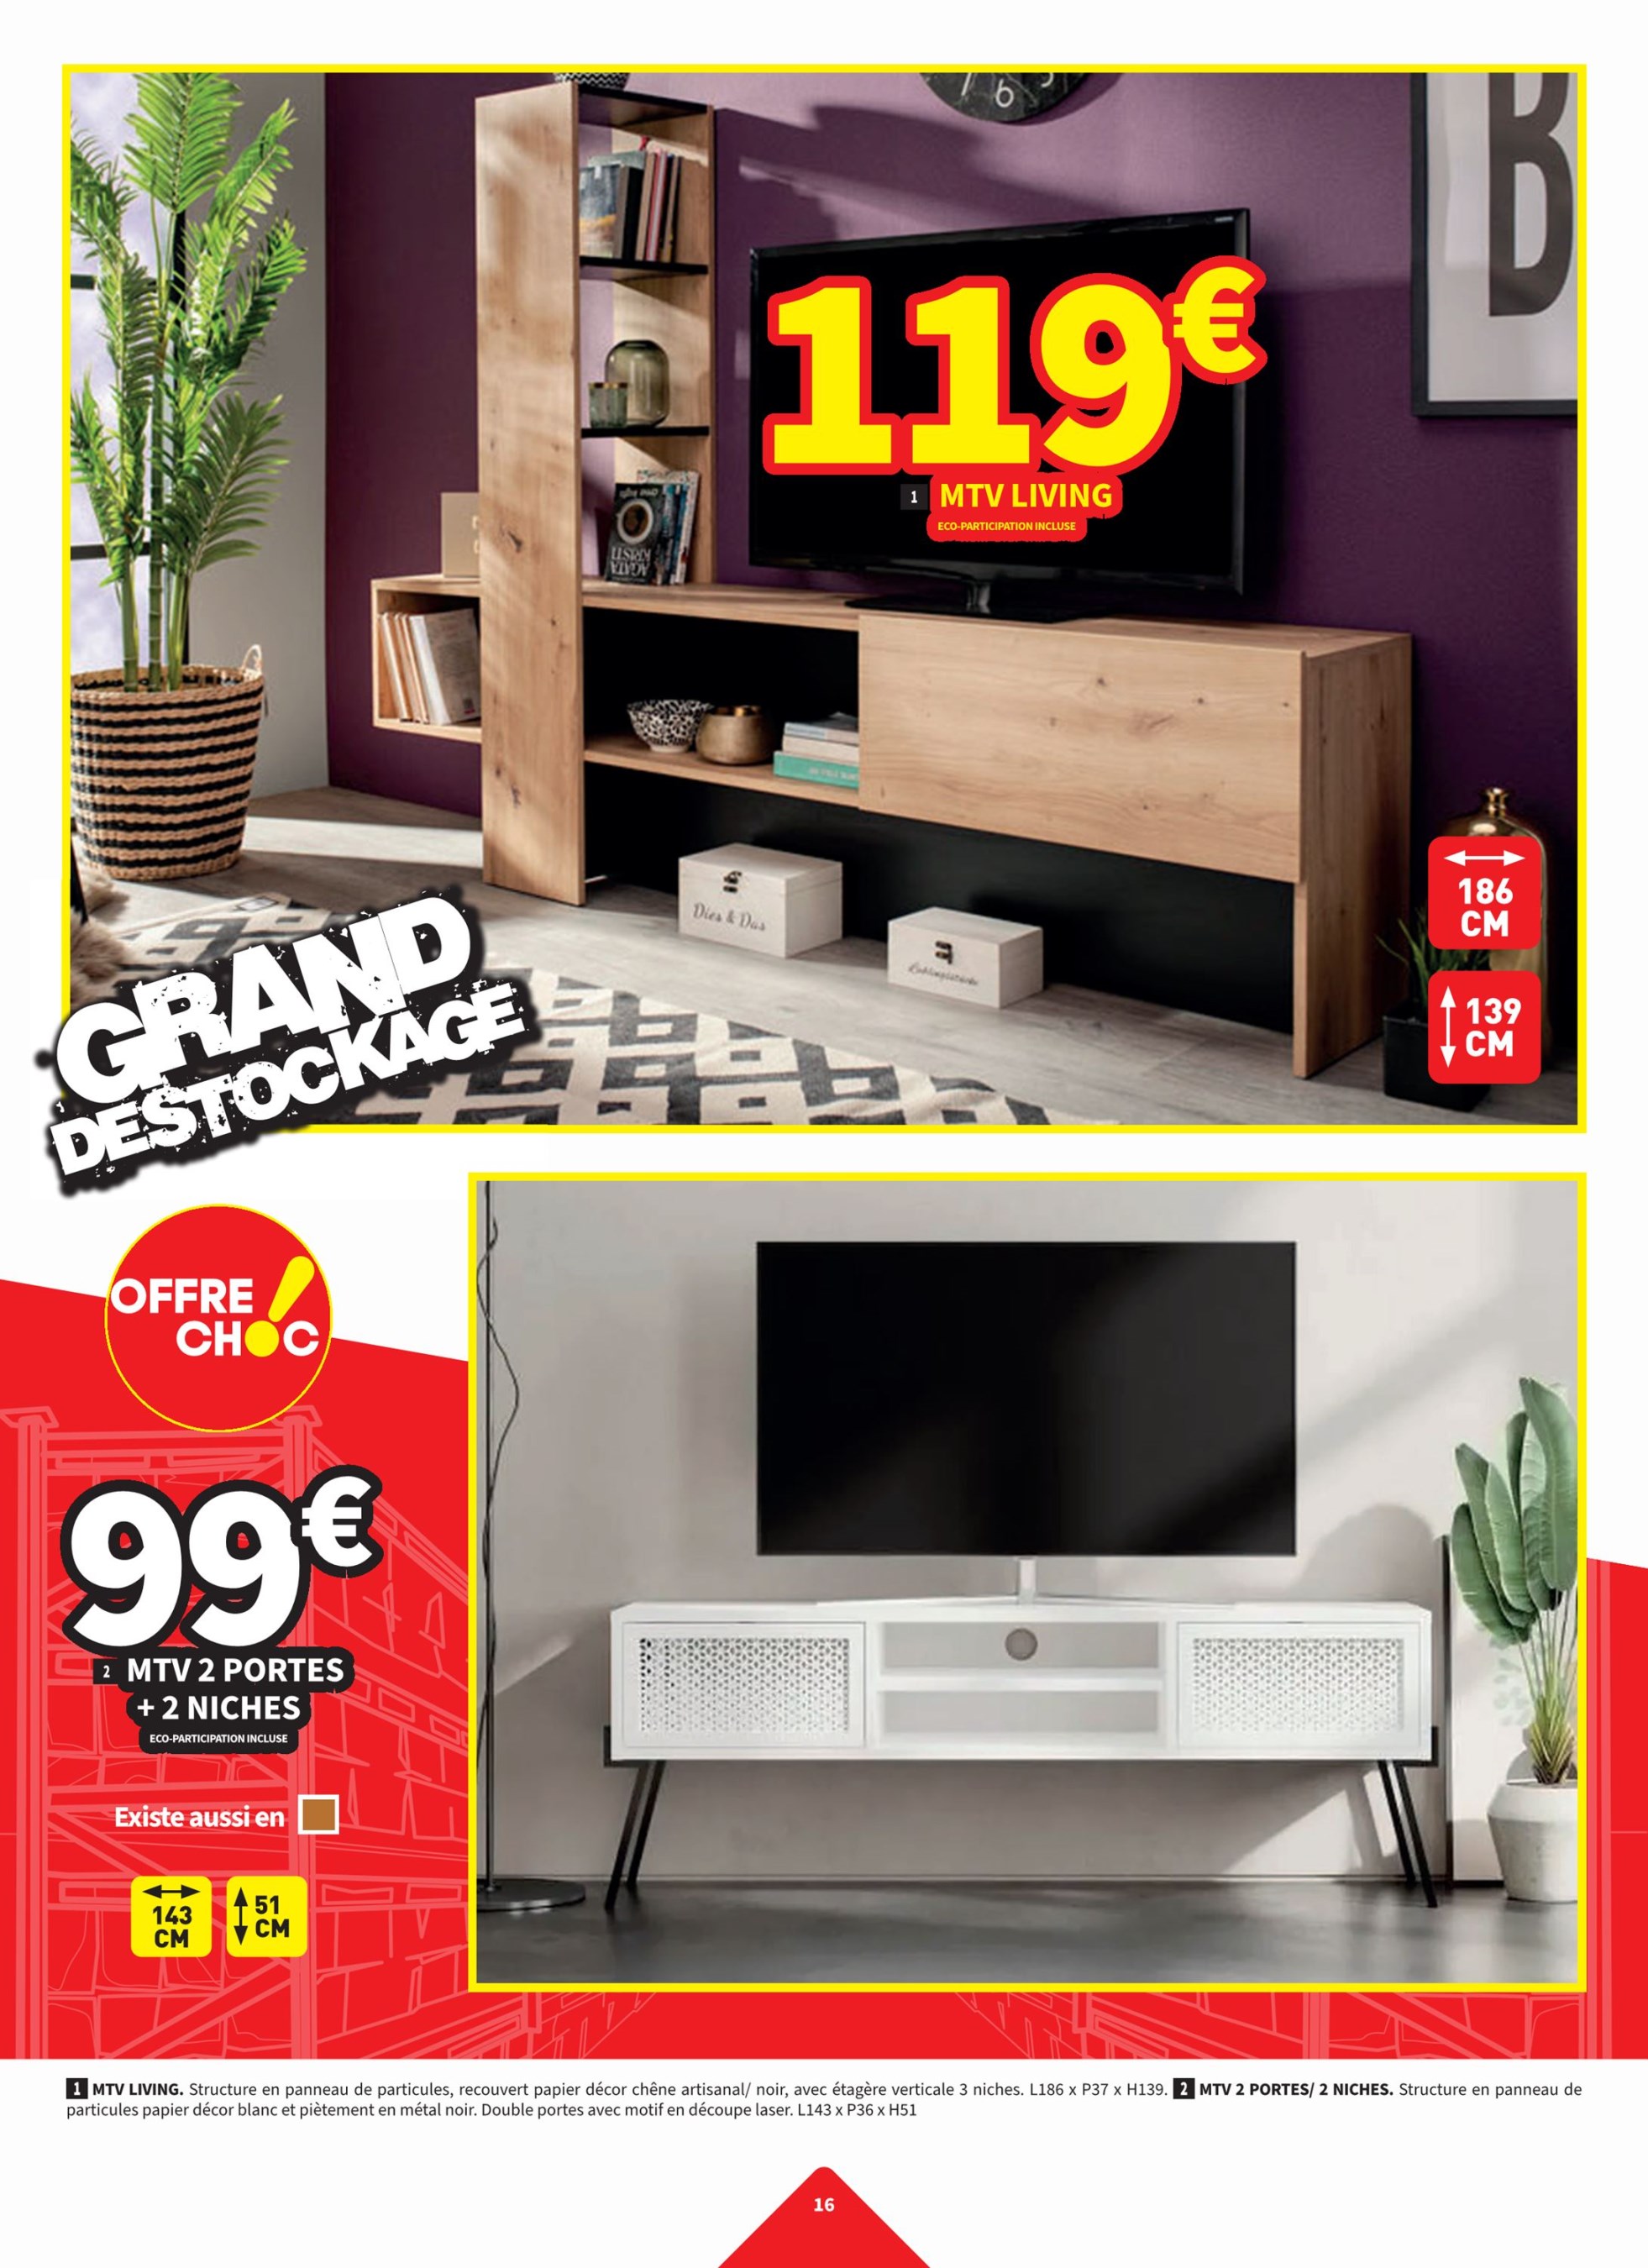 6
B
119€
1 MTV LIVING
ECO-PARTICIPATION INCLUSE
Dies & Das
186
CM
139
CM
GRAND
DESTOCKAGE
OFFRE
CHOC !
99€
2 MTV 2 PORTES
+ 2 NICHES
ECO-PARTICIPATION INCLUSE
Existe aussi en
143
CM
51
CM
1 MTV LIVING. Structure en panneau de particules, recouvert papier décor chêne artisanal/ noir, avec étagère verticale 3 niches. L186 x P37 x H139. 2 MTV 2 PORTES/ 2 NICHES. Structure en panneau de
particules papier décor blanc et piètement en métal noir. Double portes avec motif en découpe laser. L143 x P36 x H51
16